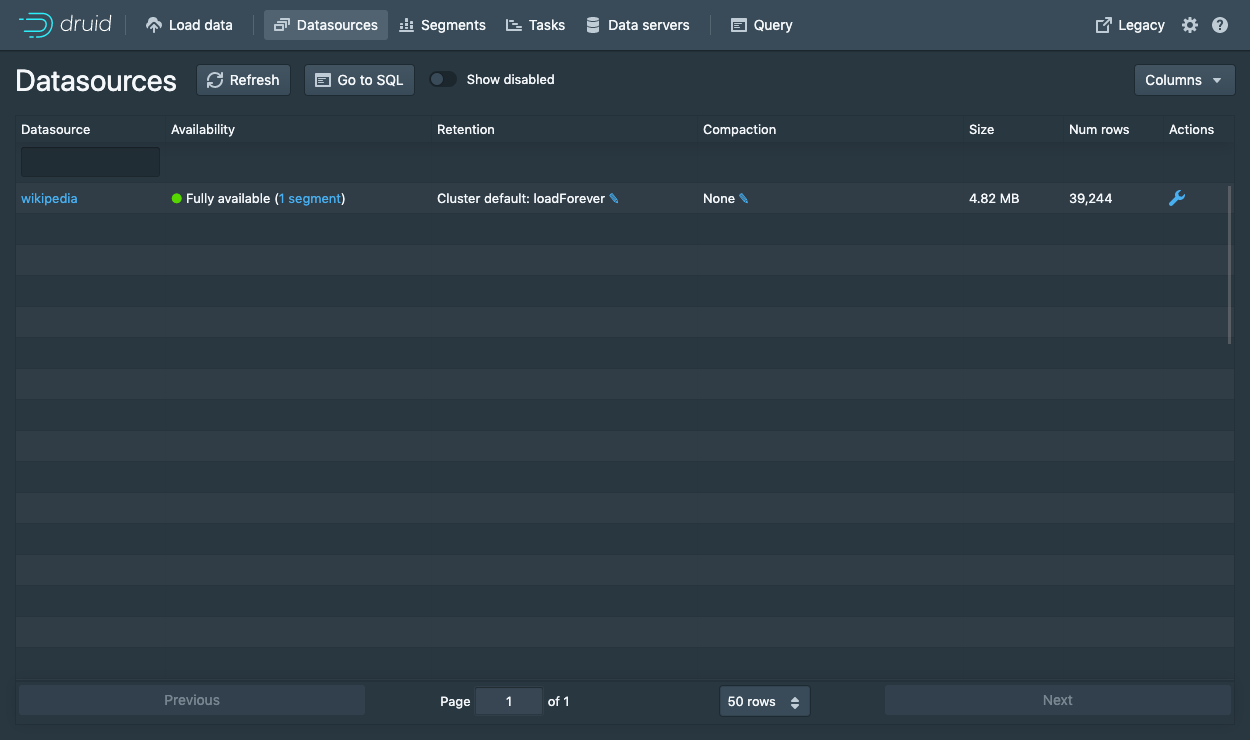 druid Load data Datasources Segments Tasks Data servers Query Legacy
Datasources Refresh Go to SQL Show disabled Columns
Datasource Availability Retention Compaction Size Num rows Actions
wikipedia Fully available (1 segment) Cluster default: loadForever None 4.82 MB 39,244
Previous Page 1 of 1 50 rows Next